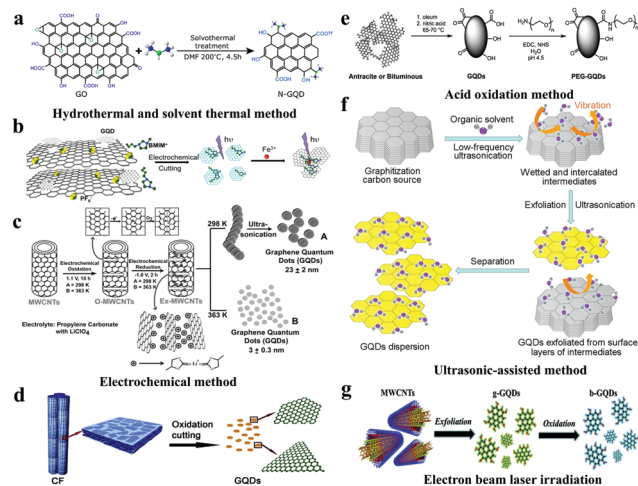 a
Solvothermal
treatment
DMF 200°C, 4.5h
GO
N-GQD
Hydrothermal and solvent thermal method
b
GQD
BMIM⁺
PF₆⁻
Electrochemical
Cutting
hν
Fe³⁺
hν
c
-e⁻
O₂
298 K
Ultra-
sonication
A
Graphene Quantum
Dots (GQDs)
23 ± 2 nm
Electrochemical
Oxidation
1.1 V, 15 h
A = 298 K
B = 363 K
Electrochemical
Reduction
-1.0 V, 2 h
A = 298 K
B = 363 K
MWCNTs
O-MWCNTs
Ex-MWCNTs
363 K
B
Graphene Quantum
Dots (GQDs)
3 ± 0.3 nm
Electrolyte: Propylene Carbonate
with LiClO₄
Electrochemical method
d
Oxidation
cutting
CF
GQDs
e
1. oleum
2. nitric acid
65-70 °C
EDC, NHS
H₂O
pH 4.5
Antracite or Bituminous
GQDs
PEG-GQDs
Acid oxidation method
f
Organic solvent
Low-frequency
ultrasonication
Vibration
Graphitization
carbon source
Wetted and intercalated
intermediates
Exfoliation
Ultrasonication
Separation
GQDs dispersion
GQDs exfoliated from surface
layers of intermediates
Ultrasonic-assisted method
g
MWCNTs
Exfoliation
g-GQDs
Oxidation
b-GQDs
Electron beam laser irradiation